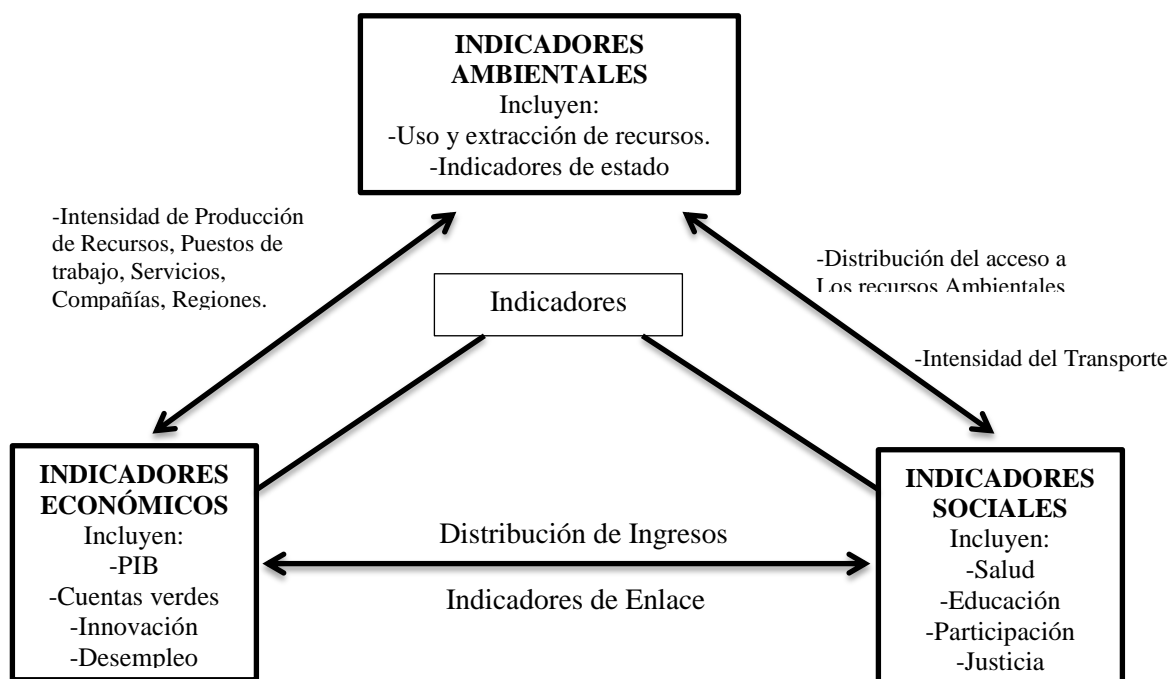 INDICADORES
AMBIENTALES
Incluyen:
-Uso y extracción de recursos.
-Indicadores de estado
-Intensidad de Producción
de Recursos, Puestos de
trabajo, Servicios,
Compañías, Regiones.
-Distribución del acceso a
Los recursos Ambientales
Indicadores
-Intensidad del Transporte
INDICADORES
ECONÓMICOS
Incluyen:
-PIB
-Cuentas verdes
-Innovación
-Desempleo
Distribución de Ingresos
Indicadores de Enlace
INDICADORES
SOCIALES
Incluyen:
-Salud
-Educación
-Participación
-Justicia